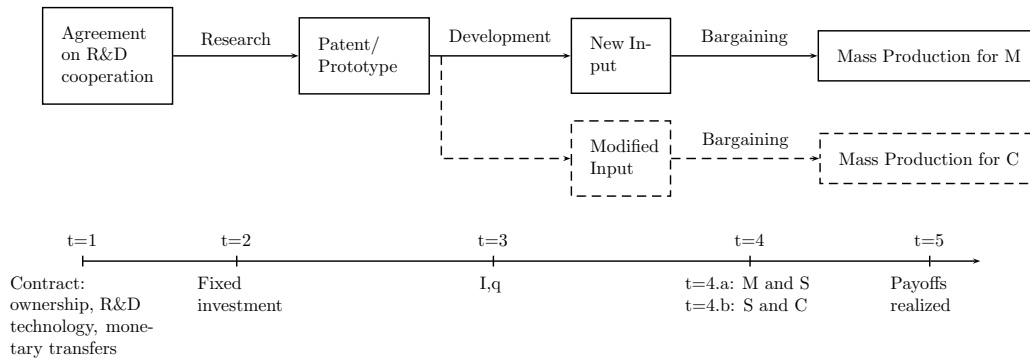 Agreement
on R&D
cooperation
Research
Patent/
Prototype
Development
New In-
put
Bargaining
Mass Production for M
Modified
Input
Bargaining
Mass Production for C
t=1
t=2
t=3
t=4
t=5
Contract:
ownership, R&D
technology, mone-
tary transfers
Fixed
investment
I,q
t=4.a: M and S
t=4.b: S and C
Payoffs
realized